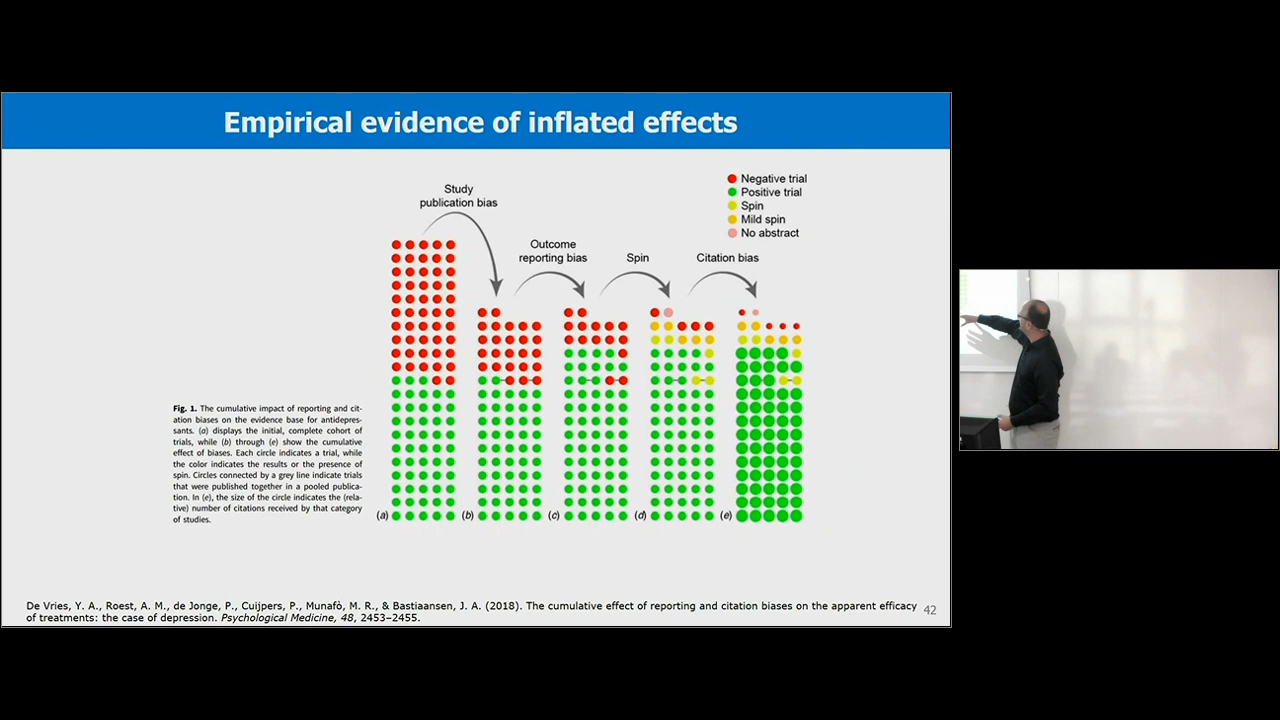 Empirical evidence of inflated effects
Study
publication bias
Outcome
reporting bias
Spin
Citation bias
Negative trial
Positive trial
Spin
Mild spin
No abstract
Fig. 1. The cumulative impact of reporting and cit-
ation biases on the evidence base for antidepres-
sants. (a) displays the initial, complete cohort of
trials, while (b) through (e) show the cumulative
effect of biases. Each circle indicates a trial, while
the color indicates the results or the presence of
spin. Circles connected by a grey line indicate trials
that were published together in a pooled publica-
tion. In (e), the size of the circle indicates the (rela-
tive) number of citations received by that category
of studies.
(a)
(b)
(c)
(d)
(e)
De Vries, Y. A., Roest, A. M., de Jonge, P., Cuijpers, P., Munafò, M. R., & Bastiaansen, J. A. (2018). The cumulative effect of reporting and citation biases on the apparent efficacy
of treatments: the case of depression. Psychological Medicine, 48, 2453–2455.
42